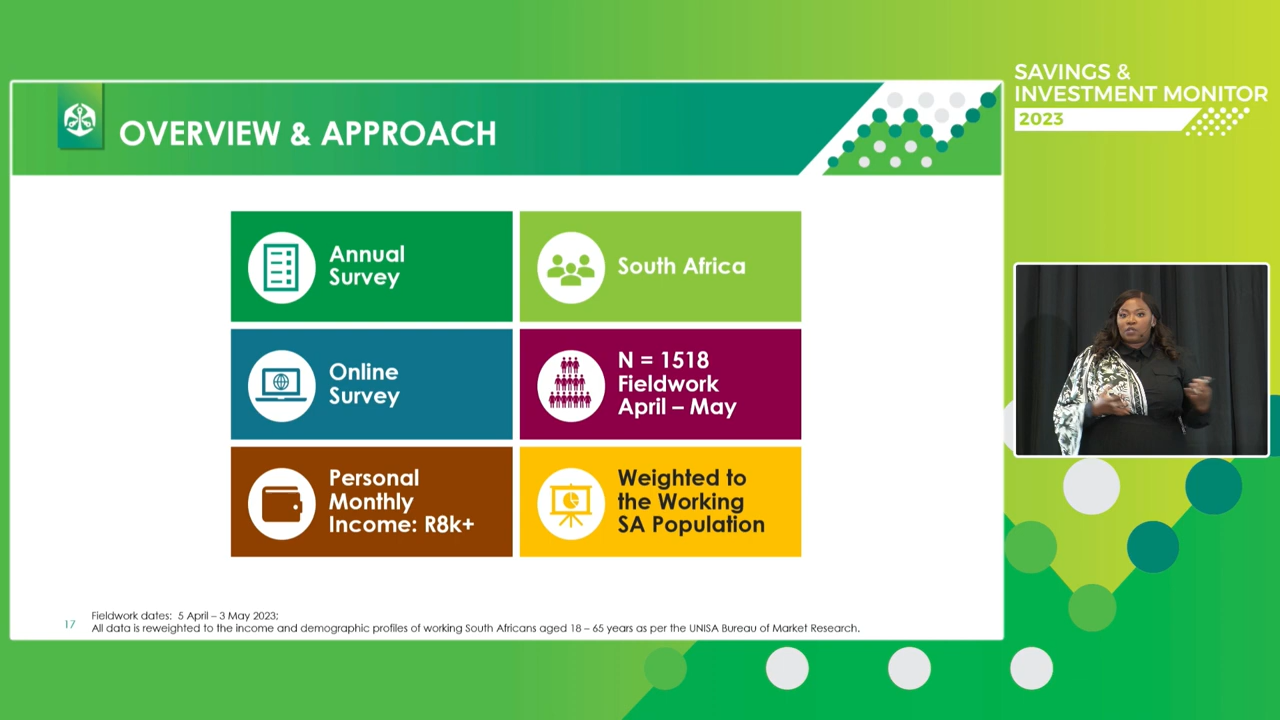 OVERVIEW & APPROACH
SAVINGS &
INVESTMENT MONITOR
2023
Annual
Survey
South Africa
Online
Survey
N = 1518
Fieldwork
April – May
Personal
Monthly
Income: R8k+
Weighted to
the Working
SA Population
17
Fieldwork dates: 5 April – 3 May 2023;
All data is reweighted to the income and demographic profiles of working South Africans aged 18 – 65 years as per the UNISA Bureau of Market Research.